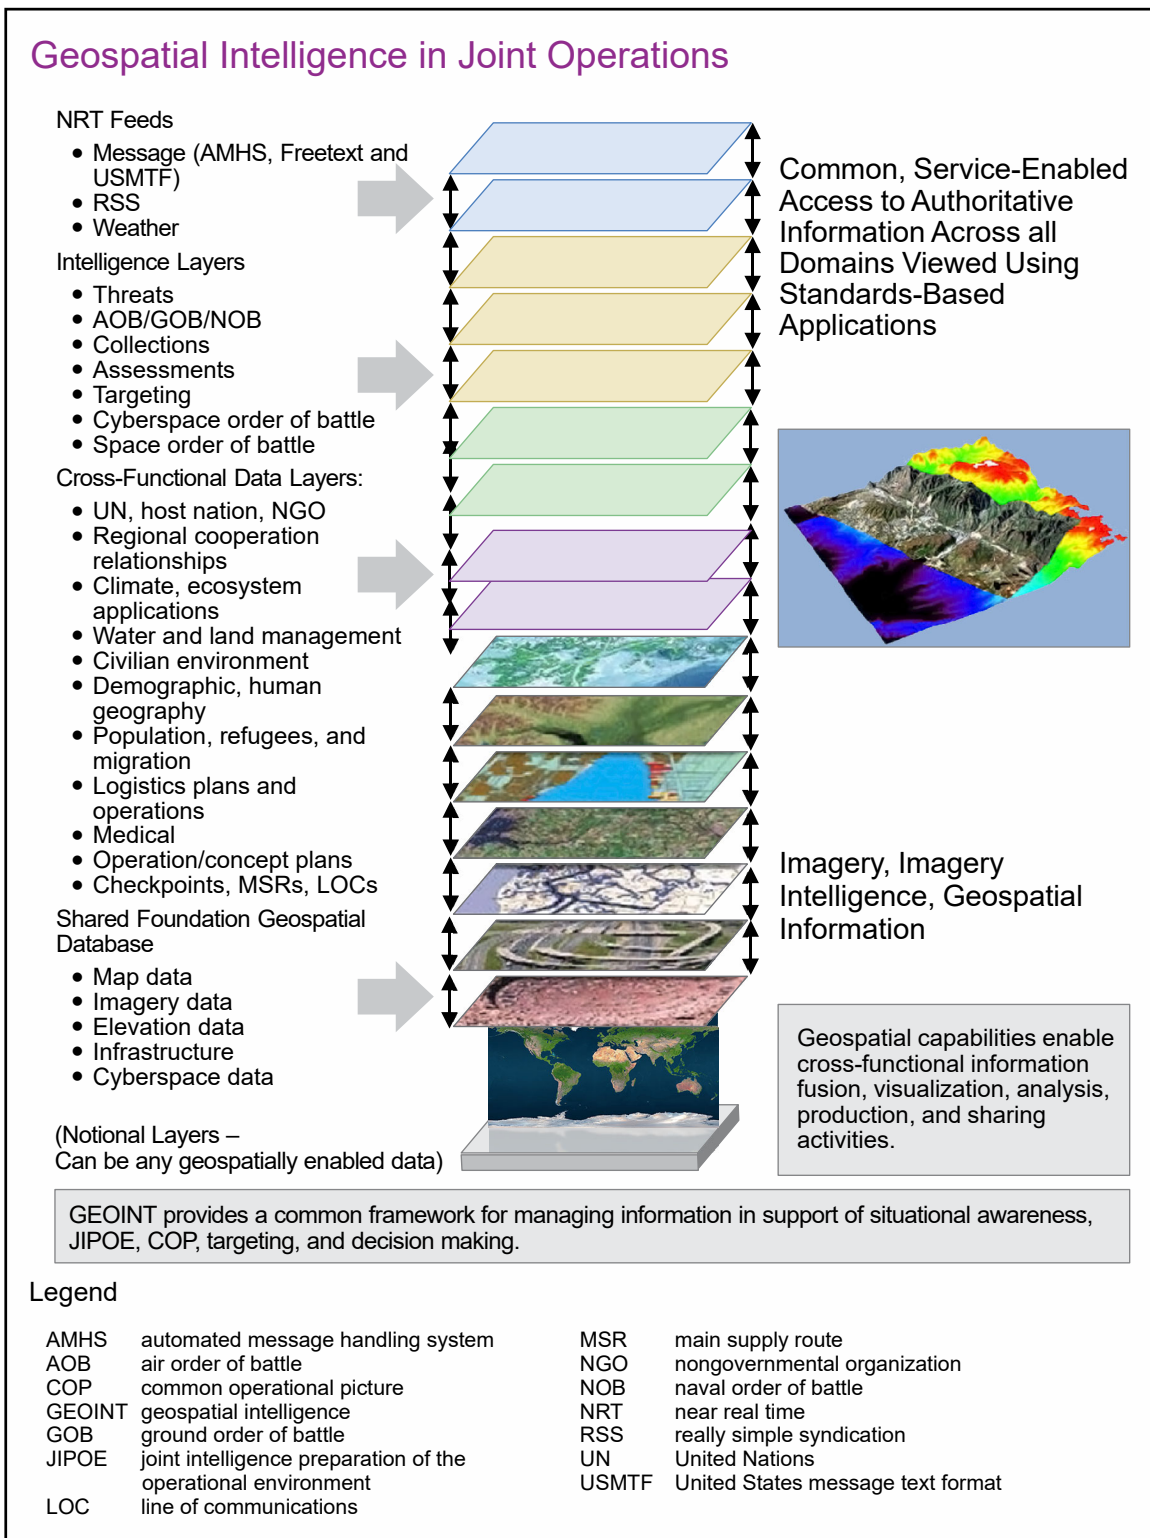 Geospatial Intelligence in Joint Operations
NRT Feeds
• Message (AMHS, Freetext and
USMTF)
• RSS
• Weather
Intelligence Layers
• Threats
• AOB/GOB/NOB
• Collections
• Assessments
• Targeting
• Cyberspace order of battle
• Space order of battle
Cross-Functional Data Layers:
• UN, host nation, NGO
• Regional cooperation
relationships
• Climate, ecosystem
applications
• Water and land management
• Civilian environment
• Demographic, human
geography
• Population, refugees, and
migration
• Logistics plans and
operations
• Medical
• Operation/concept plans
• Checkpoints, MSRs, LOCs
Shared Foundation Geospatial
Database
• Map data
• Imagery data
• Elevation data
• Infrastructure
• Cyberspace data
(Notional Layers –
Can be any geospatially enabled data)
Common, Service-Enabled
Access to Authoritative
Information Across all
Domains Viewed Using
Standards-Based
Applications
Imagery, Imagery
Intelligence, Geospatial
Information
Geospatial capabilities enable
cross-functional information
fusion, visualization, analysis,
production, and sharing
activities.
GEOINT provides a common framework for managing information in support of situational awareness,
JIPOE, COP, targeting, and decision making.
Legend
AMHS automated message handling system
AOB air order of battle
COP common operational picture
GEOINT geospatial intelligence
GOB ground order of battle
JIPOE joint intelligence preparation of the
operational environment
LOC line of communications
MSR main supply route
NGO nongovernmental organization
NOB naval order of battle
NRT near real time
RSS really simple syndication
UN United Nations
USMTF United States message text format